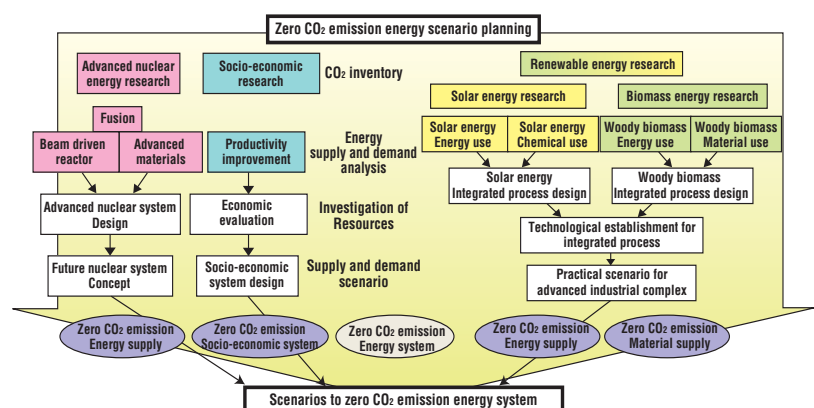 Zero CO₂ emission energy scenario planning
Advanced nuclear
energy research
Socio-economic
research
CO₂ inventory
Renewable energy research
Solar energy research
Biomass energy research
Fusion
Beam driven
reactor
Advanced
materials
Productivity
improvement
Energy
supply and demand
analysis
Solar energy
Energy use
Solar energy
Chemical use
Woody biomass
Energy use
Woody biomass
Material use
Solar energy
Integrated process design
Woody biomass
Integrated process design
Advanced nuclear system
Design
Economic
evaluation
Investigation of
Resources
Technological establishment for
integrated process
Future nuclear system
Concept
Socio-economic
system design
Supply and demand
scenario
Practical scenario for
advanced industrial complex
Zero CO₂ emission
Energy supply
Zero CO₂ emission
Socio-economic system
Zero CO₂ emission
Energy system
Zero CO₂ emission
Energy supply
Zero CO₂ emission
Material supply
Scenarios to zero CO₂ emission energy system